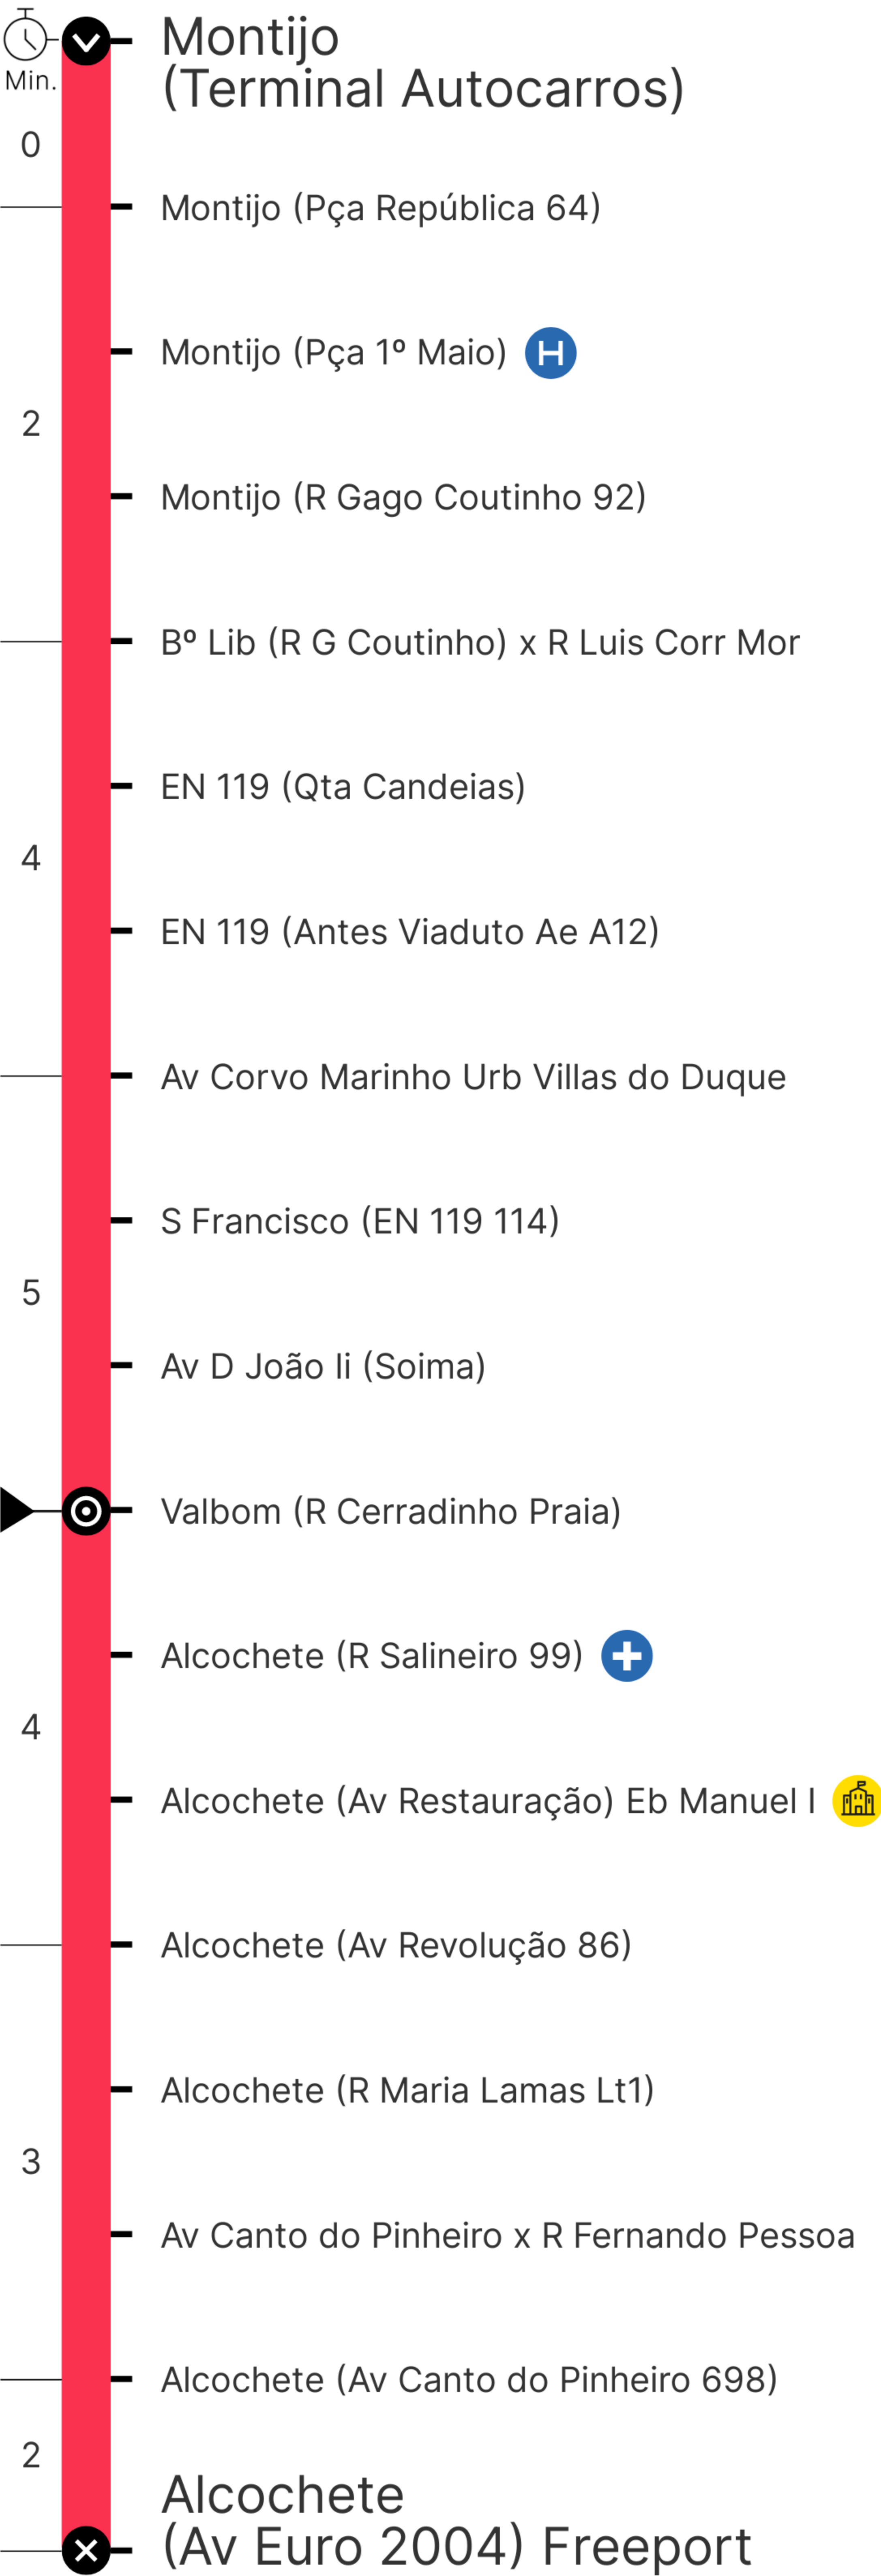 Montijo
(Terminal Autocarros)
Min.
0
Montijo (Pça República 64)
Montijo (Pça 1º Maio) H
2
Montijo (R Gago Coutinho 92)
Bº Lib (R G Coutinho) x R Luis Corr Mor
EN 119 (Qta Candeias)
4
EN 119 (Antes Viaduto Ae A12)
Av Corvo Marinho Urb Villas do Duque
S Francisco (EN 119 114)
5
Av D João Ii (Soima)
Valbom (R Cerradinho Praia)
Alcochete (R Salineiro 99)
4
Alcochete (Av Restauração) Eb Manuel I
Alcochete (Av Revolução 86)
Alcochete (R Maria Lamas Lt1)
3
Av Canto do Pinheiro x R Fernando Pessoa
Alcochete (Av Canto do Pinheiro 698)
2
Alcochete
(Av Euro 2004) Freeport